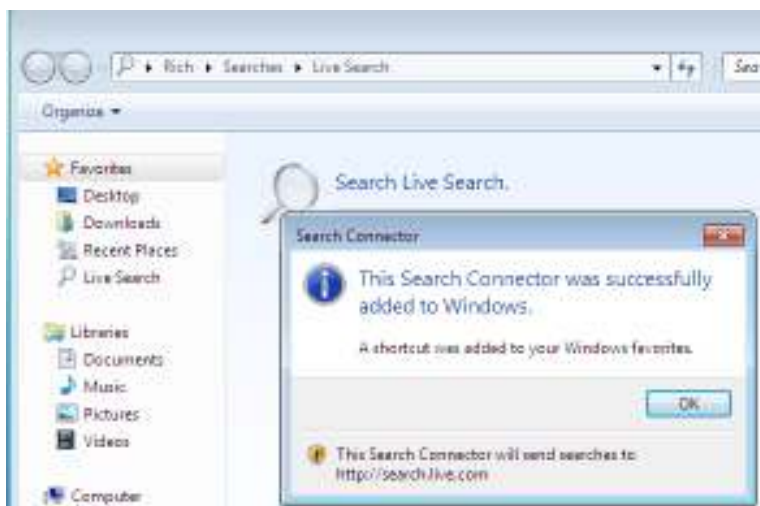 Rich Searches Live Search
Sea
Organize
Favorites
Desktop
Downloads
Recent Places
Live Search
Libraries
Documents
Music
Pictures
Videos
Computer
Search Live Search.
Search Connector
This Search Connector was successfully
added to Windows.
A shortcut was added to your Windows favorites.
OK
This Search Connector will send searches to
http://search.live.com